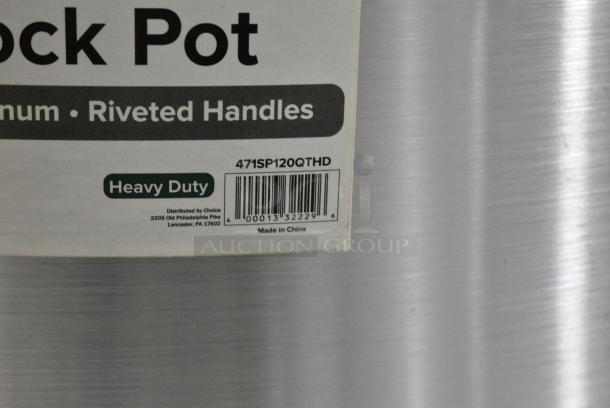 ock Pot
num • Riveted Handles
471SP120QTHD
Heavy Duty
4 00013 32229 6
Distributed by Choice
2205 Old Philadelphia Pike
Lancaster, PA 17602
Made in China
AUCTION GROUP